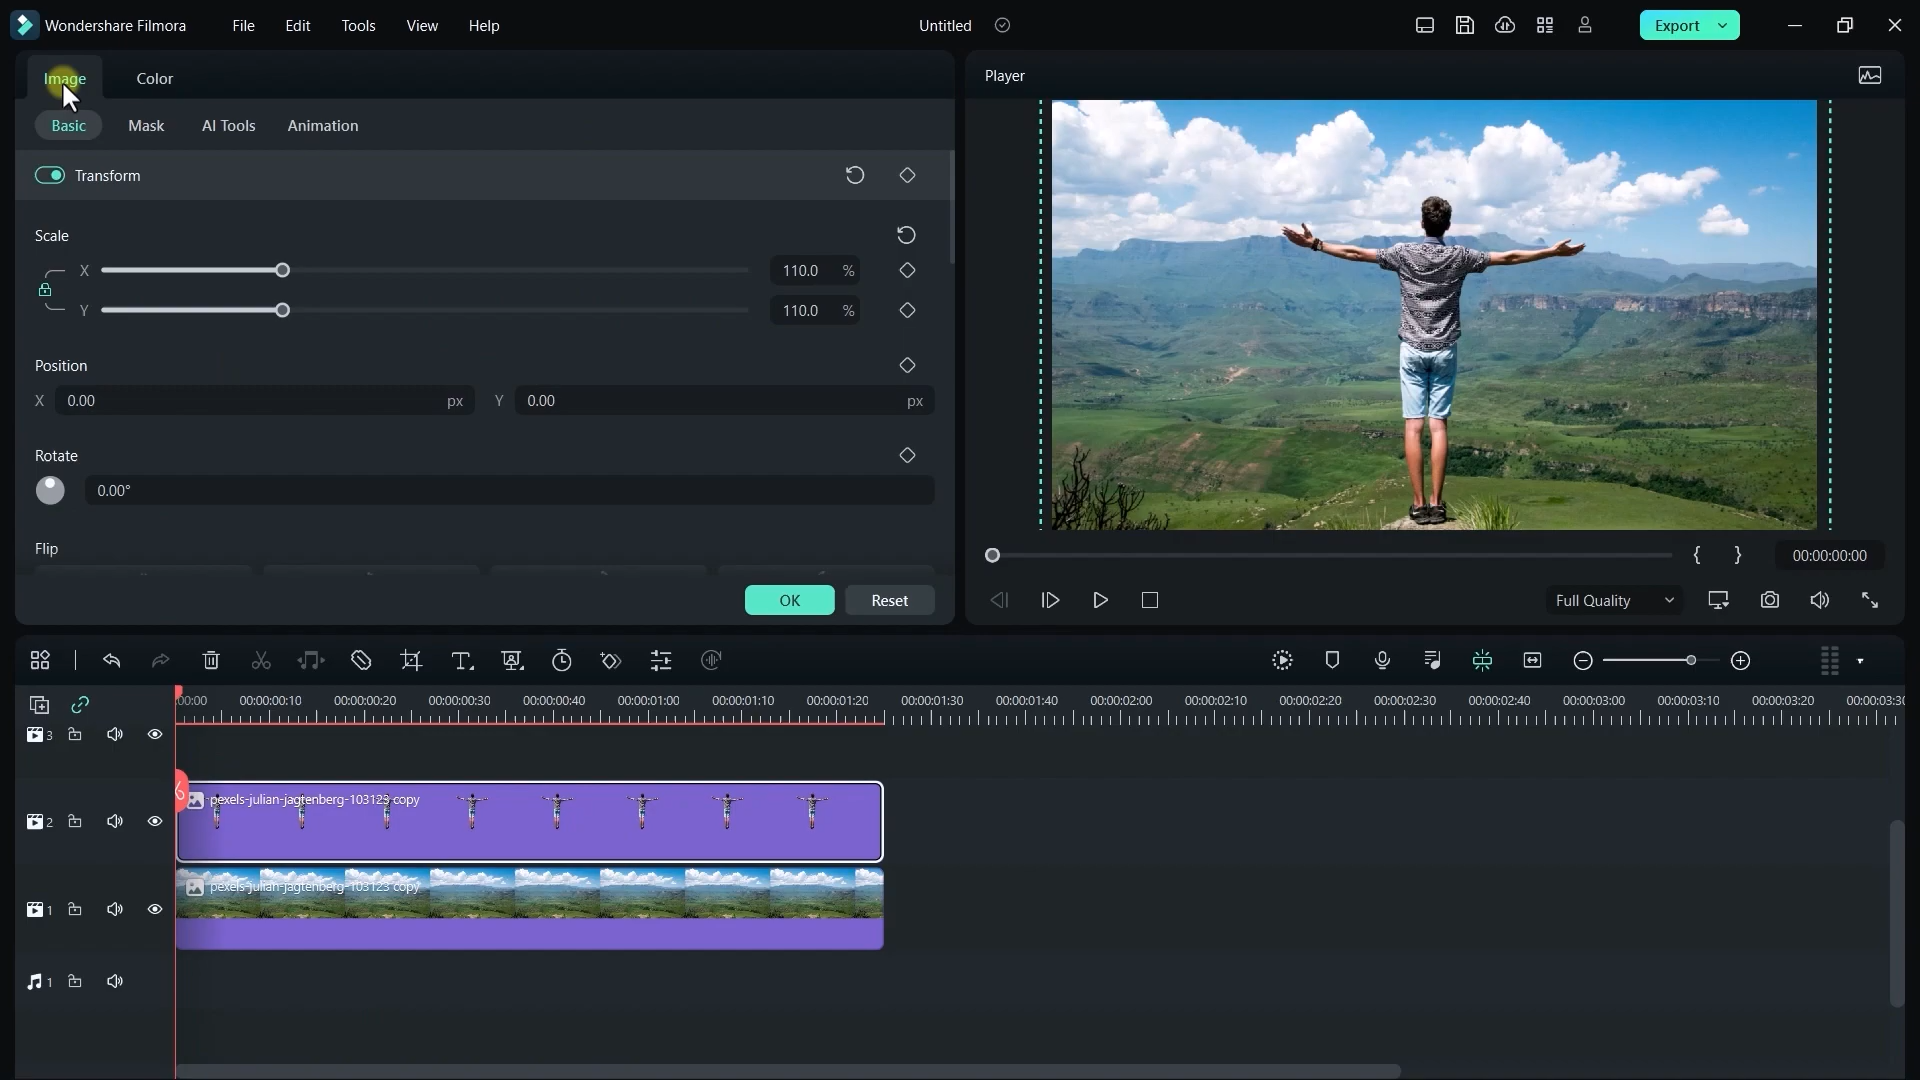 Wondershare Filmora File Edit Tools View Help Untitled Export
Image Color
Basic Mask AI Tools Animation
Transform
Scale
X 110.0 %
Y 110.0 %
Position
X 0.00 px Y 0.00 px
Rotate
0.00°
Flip
OK Reset
Player
{ } 00:00:00:00
Full Quality
00:00 00:00:00:10 00:00:00:20 00:00:00:30 00:00:00:40 00:00:01:00 00:00:01:10 00:00:01:20 00:00:01:30 00:00:01:40 00:00:02:00 00:00:02:10 00:00:02:20 00:00:02:30 00:00:02:40 00:00:03:00 00:00:03:10 00:00:03:20 00:00:03:30
3
2 pexels-julian-jagtenberg-103123 copy
1 pexels-julian-jagtenberg-103123 copy
1